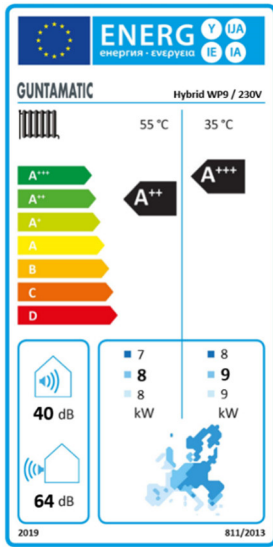 ENERG Y IJA
енергия · ενεργεια IE IA
GUNTAMATIC
Hybrid WP9 / 230V
55 °C 35 °C
A+++
A++
A+
A
B
C
D
A++
A+++
40 dB
64 dB
7 8
8 9
8 9
kW kW
2019 811/2013